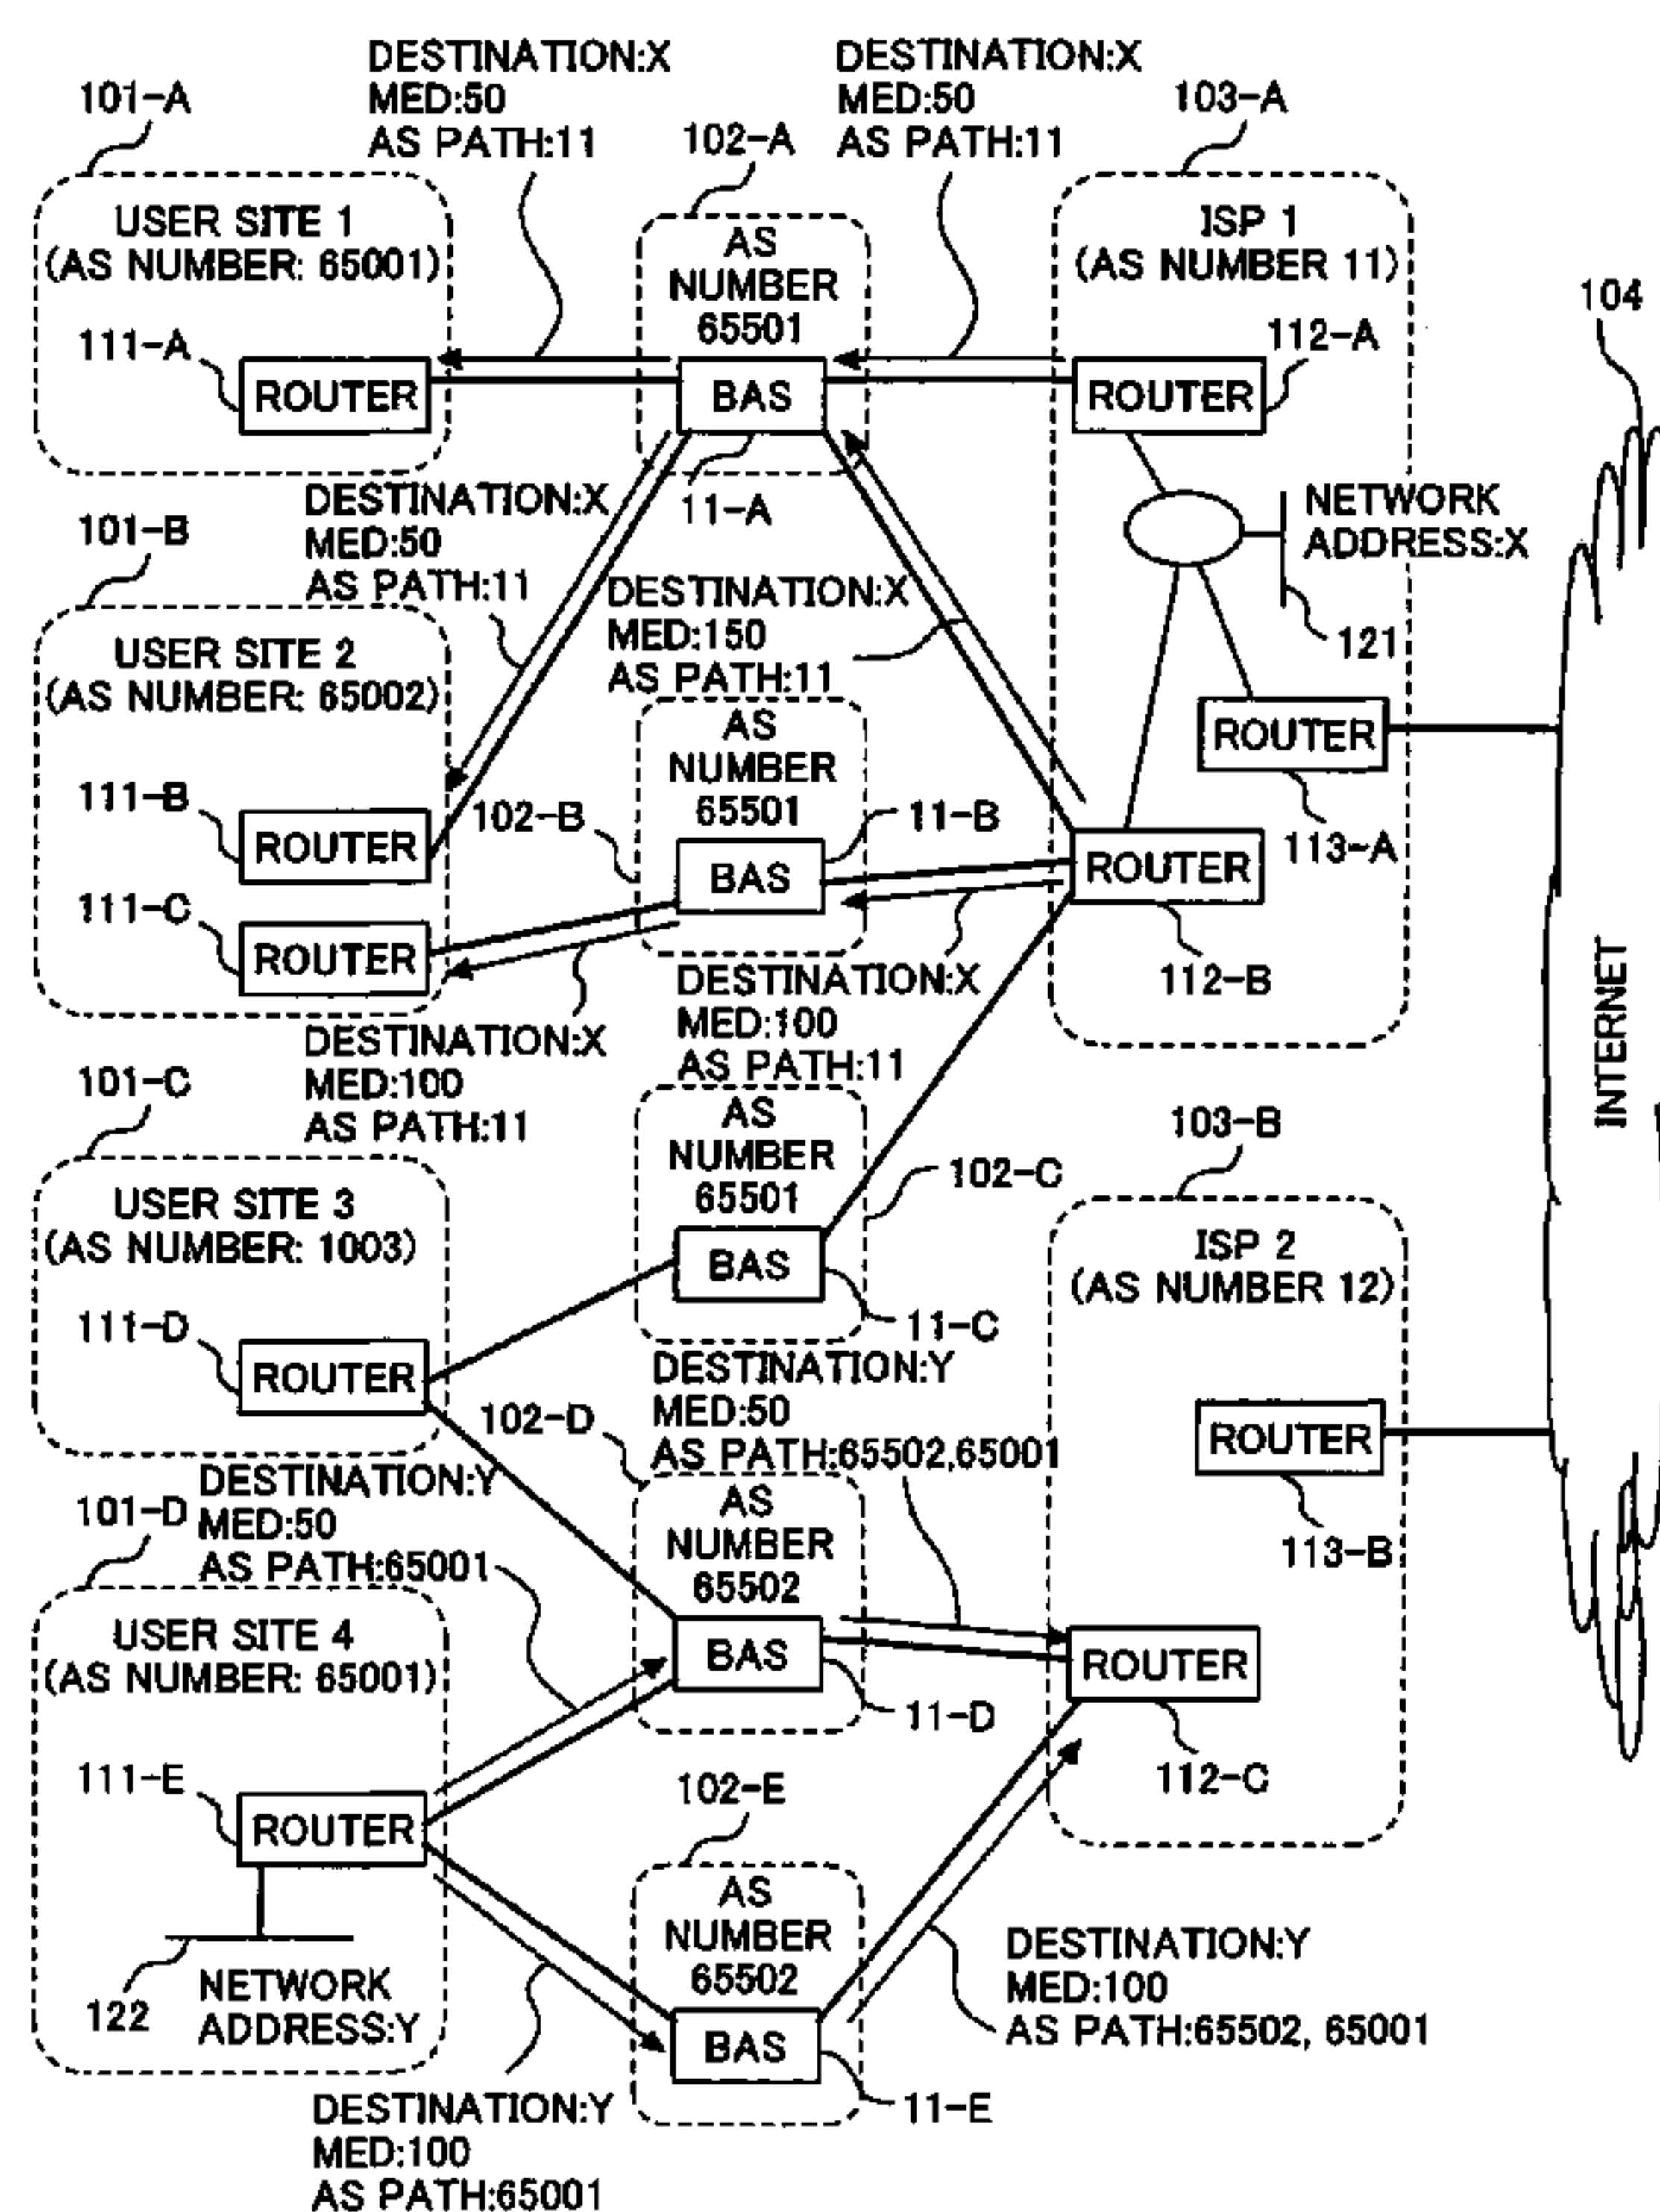 DESTINATION:X
MED:50
AS PATH:11
DESTINATION:X
MED:50
AS PATH:11
101-A
102-A
103-A
USER SITE 1
(AS NUMBER: 65001)
AS
NUMBER
65501
ISP 1
(AS NUMBER 11)
104
111-A
ROUTER
BAS
ROUTER
112-A
11-A
NETWORK
ADDRESS:X
121
101-B
DESTINATION:X
MED:50
AS PATH:11
DESTINATION:X
MED:150
AS PATH:11
USER SITE 2
(AS NUMBER: 65002)
AS
NUMBER
65501
ROUTER
113-A
111-B
ROUTER
102-B
11-B
BAS
ROUTER
112-B
111-C
ROUTER
DESTINATION:X
MED:100
AS PATH:11
DESTINATION:X
MED:100
AS PATH:11
INTERNET
101-C
USER SITE 3
(AS NUMBER: 1003)
AS
NUMBER
65501
102-C
103-B
ISP 2
(AS NUMBER 12)
BAS
11-C
111-D
ROUTER
102-D
DESTINATION:Y
MED:50
AS PATH:65502,65001
ROUTER
113-B
101-D
DESTINATION:Y
MED:50
AS PATH:65001
AS
NUMBER
65502
USER SITE 4
(AS NUMBER: 65001)
BAS
11-D
ROUTER
112-C
111-E
ROUTER
102-E
AS
NUMBER
65502
122
NETWORK
ADDRESS:Y
BAS
11-E
DESTINATION:Y
MED:100
AS PATH:65502, 65001
DESTINATION:Y
MED:100
AS PATH:65001